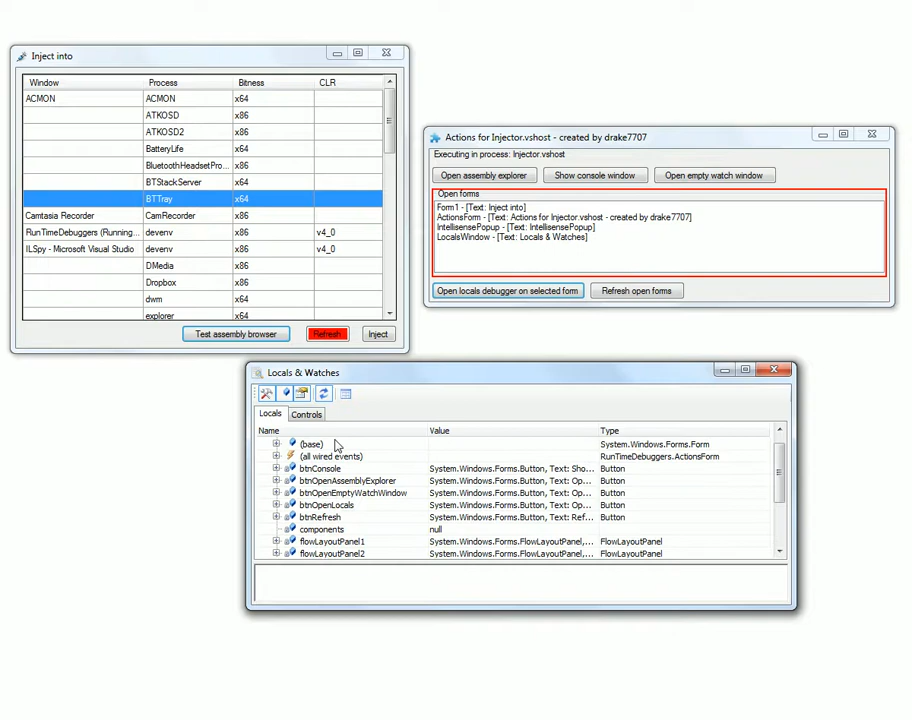 Inject into
Window Process Bitness CLR
ACMON ACMON x64
ATKOSD x86
ATKOSD2 x86
BatteryLife x64
BluetoothHeadsetPro... x86
BTStackServer x64
BTTray x64
Camtasia Recorder CamRecorder x64
RunTimeDebuggers (Running... devenv x86 v4_0
ILSpy - Microsoft Visual Studio devenv x86 v4_0
DMedia x86
Dropbox x86
dwm x64
explorer x64
Test assembly browser Refresh Inject
Actions for Injector.vshost - created by drake7707
Executing in process: Injector.vshost
Open assembly explorer Show console window Open empty watch window
Open forms
Form1 - [Text: Inject into]
ActionsForm - [Text: Actions for Injector.vshost - created by drake7707]
IntellisensePopup - [Text: IntellisensePopup]
LocalsWindow - [Text: Locals & Watches]
Open locals debugger on selected form Refresh open forms
Locals & Watches
Locals Controls
Name Value Type
(base) System.Windows.Forms.Form
(all wired events) RunTimeDebuggers.ActionsForm
btnConsole System.Windows.Forms.Button, Text: Sho... Button
btnOpenAssemblyExplorer System.Windows.Forms.Button, Text: Op... Button
btnOpenEmptyWatchWindow System.Windows.Forms.Button, Text: Op... Button
btnOpenLocals System.Windows.Forms.Button, Text: Op... Button
btnRefresh System.Windows.Forms.Button, Text: Ref... Button
components null
flowLayoutPanel1 System.Windows.Forms.FlowLayoutPanel,... FlowLayoutPanel
flowLayoutPanel2 System.Windows.Forms.FlowLayoutPanel,... FlowLayoutPanel